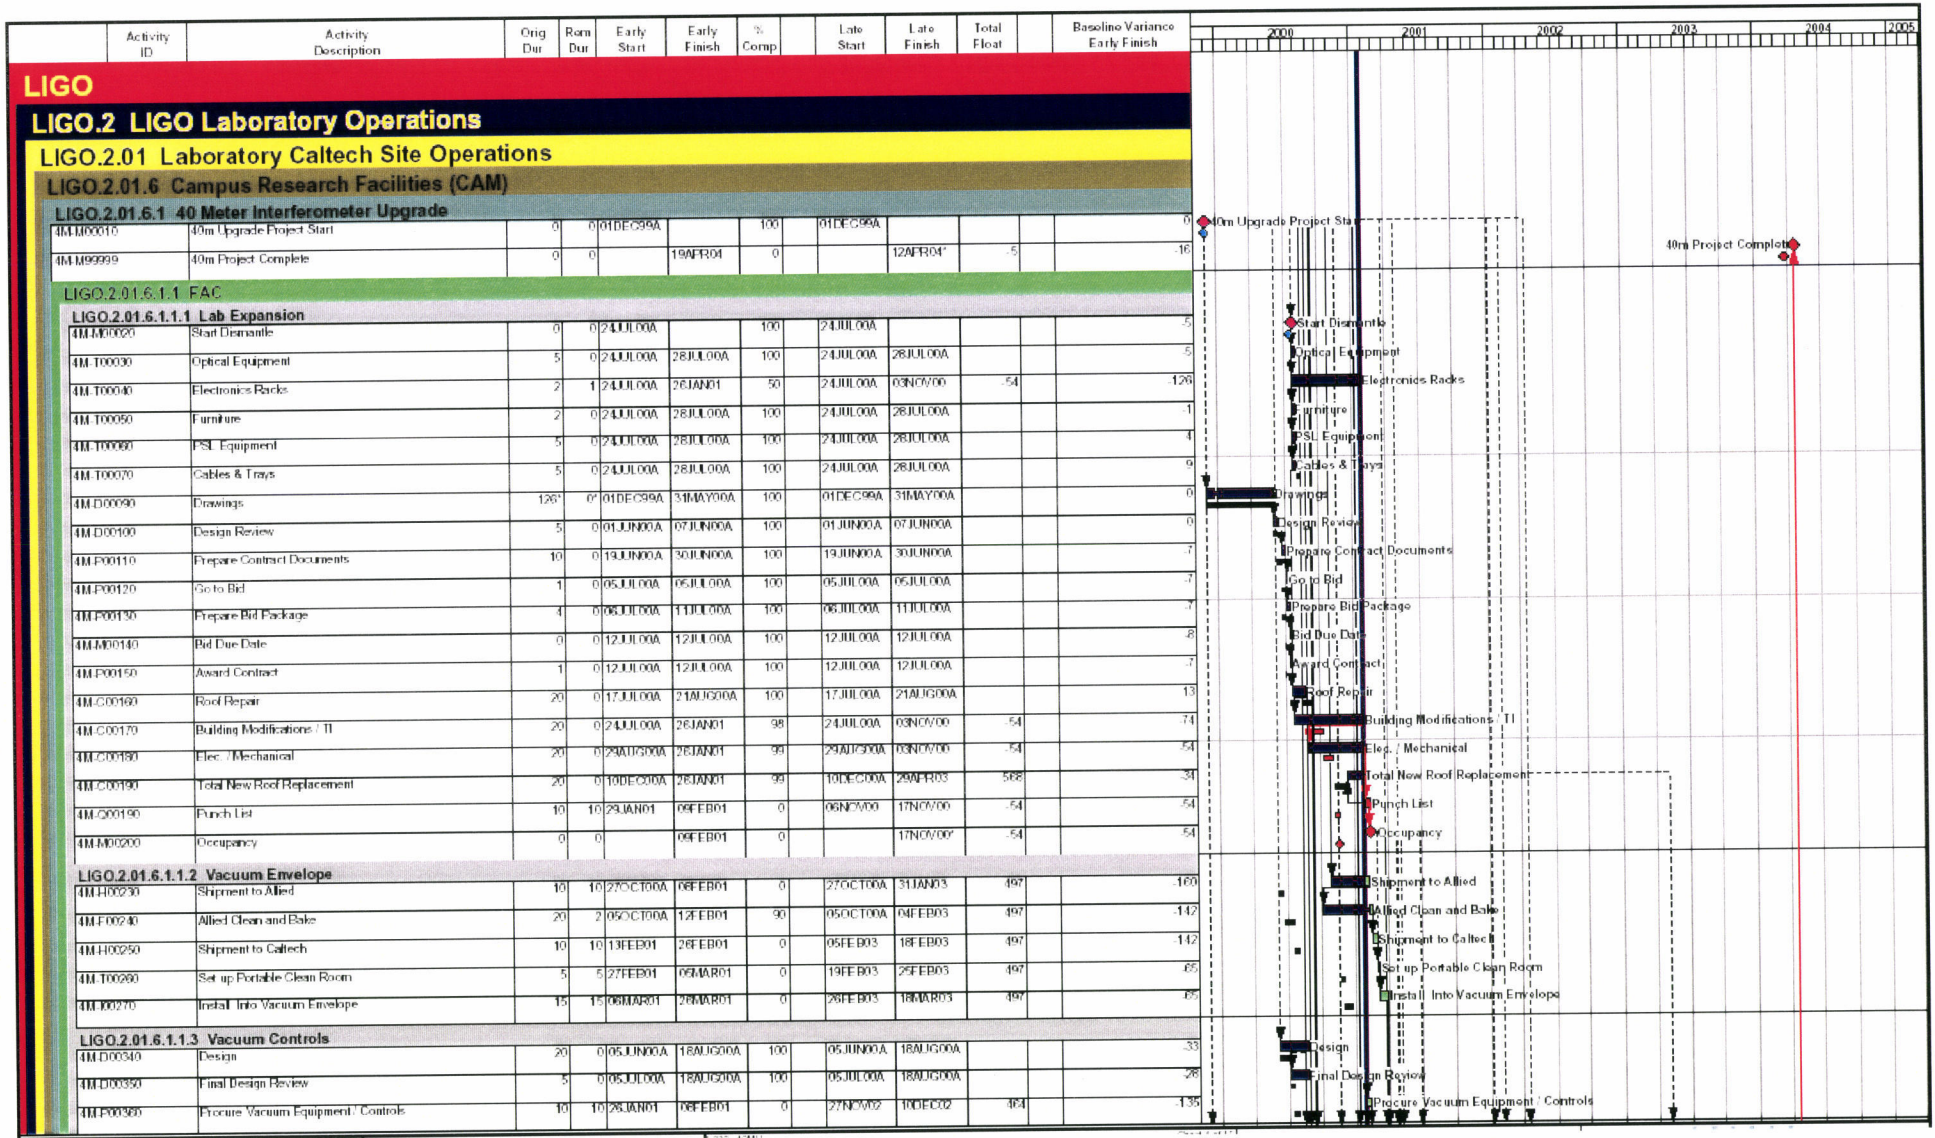 Activity ID Activity Description Orig Dur Rem Dur Early Start Early Finish % Comp Late Start Late Finish Total Float Baseline Variance Early Finish 2000 2001 2002 2003 2004 2005
LIGO
LIGO.2 LIGO Laboratory Operations
LIGO.2.01 Laboratory Caltech Site Operations
LIGO.2.01.6 Campus Research Facilities (CAM)
LIGO.2.01.6.1 40 Meter Interferometer Upgrade
4M-M00010 40m Upgrade Project Start 0 0 01DEC99A 100 01DEC99A 0 40m Upgrade Project Start
4M-M99999 40m Project Complete 0 0 19APR04 0 12APR04* -5 -16 40m Project Complete
LIGO.2.01.6.1.1 FAC
LIGO.2.01.6.1.1.1 Lab Expansion
4M-M00020 Start Dismantle 0 0 24JUL00A 100 24JUL00A -5 Start Dismantle
4M-T00030 Optical Equipment 5 0 24JUL00A 28JUL00A 100 24JUL00A 28JUL00A -5 Optical Equipment
4M-T00040 Electronics Racks 2 1 24JUL00A 26JAN01 50 24JUL00A 03NOV00 -54 -126 Electronics Racks
4M-T00050 Furniture 2 0 24JUL00A 28JUL00A 100 24JUL00A 28JUL00A -1 Furniture
4M-T00060 PSL Equipment 5 0 24JUL00A 28JUL00A 100 24JUL00A 28JUL00A 4 PSL Equipment
4M-T00070 Cables & Trays 5 0 24JUL00A 28JUL00A 100 24JUL00A 28JUL00A 9 Cables & Trays
4M-D00090 Drawings 126* 0* 01DEC99A 31MAY00A 100 01DEC99A 31MAY00A 0 Drawings
4M-D00100 Design Review 5 0 01JUN00A 07JUN00A 100 01JUN00A 07JUN00A 0 Design Review
4M-P00110 Prepare Contract Documents 10 0 19JUN00A 30JUN00A 100 19JUN00A 30JUN00A -7 Prepare Contract Documents
4M-P00120 Go to Bid 1 0 05JUL00A 05JUL00A 100 05JUL00A 05JUL00A -7 Go to Bid
4M-P00130 Prepare Bid Package 4 0 06JUL00A 11JUL00A 100 06JUL00A 11JUL00A -7 Prepare Bid Package
4M-M00140 Bid Due Date 0 0 12JUL00A 12JUL00A 100 12JUL00A 12JUL00A -8 Bid Due Date
4M-P00150 Award Contract 1 0 12JUL00A 12JUL00A 100 12JUL00A 12JUL00A -7 Award Contract
4M-C00160 Roof Repair 20 0 17JUL00A 21AUG00A 100 17JUL00A 21AUG00A 13 Roof Repair
4M-C00170 Building Modifications / TI 20 0 24JUL00A 26JAN01 98 24JUL00A 03NOV00 -54 -74 Building Modifications / TI
4M-C00180 Elec. / Mechanical 20 0 29AUG00A 26JAN01 99 29AUG00A 03NOV00 -54 -54 Elec. / Mechanical
4M-C00190 Total New Roof Replacement 20 0 10DEC00A 26JAN01 99 10DEC00A 29APR03 568 -34 Total New Roof Replacement
4M-Q00190 Punch List 10 10 29JAN01 09FEB01 0 06NOV00 17NOV00 -54 -54 Punch List
4M-M00200 Occupancy 0 0 09FEB01 0 17NOV00* -54 -54 Occupancy
LIGO.2.01.6.1.1.2 Vacuum Envelope
4M-H00230 Shipment to Allied 10 10 27OCT00A 08FEB01 0 27OCT00A 31JAN03 497 -160 Shipment to Allied
4M-F00240 Allied Clean and Bake 20 2 05OCT00A 12FEB01 90 05OCT00A 04FEB03 497 -142 Allied Clean and Bake
4M-H00250 Shipment to Caltech 10 10 13FEB01 26FEB01 0 05FEB03 18FEB03 497 -142 Shipment to Caltech
4M-T00260 Set up Portable Clean Room 5 5 27FEB01 05MAR01 0 19FEB03 25FEB03 497 -65 Set up Portable Clean Room
4M-I00270 Install Into Vacuum Envelope 15 15 06MAR01 26MAR01 0 26FEB03 18MAR03 497 -65 Install Into Vacuum Envelope
LIGO.2.01.6.1.1.3 Vacuum Controls
4M-D00340 Design 20 0 05JUN00A 18AUG00A 100 05JUN00A 18AUG00A -33 Design
4M-D00350 Final Design Review 5 0 05JUL00A 18AUG00A 100 05JUL00A 18AUG00A -28 Final Design Review
4M-P00360 Procure Vacuum Equipment / Controls 10 10 26JAN01 08FEB01 0 27NOV02 10DEC02 464 -135 Procure Vacuum Equipment / Controls